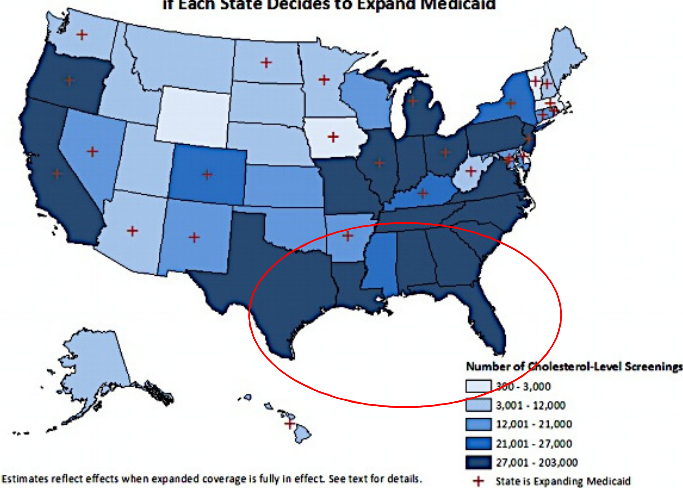 if Each State Decides to Expand Medicaid
Number of Cholesterol-Level Screenings
300 - 3,000
3,001 - 12,000
12,001 - 21,000
21,001 - 27,000
27,001 - 203,000
State is Expanding Medicaid
Estimates reflect effects when expanded coverage is fully in effect. See text for details.